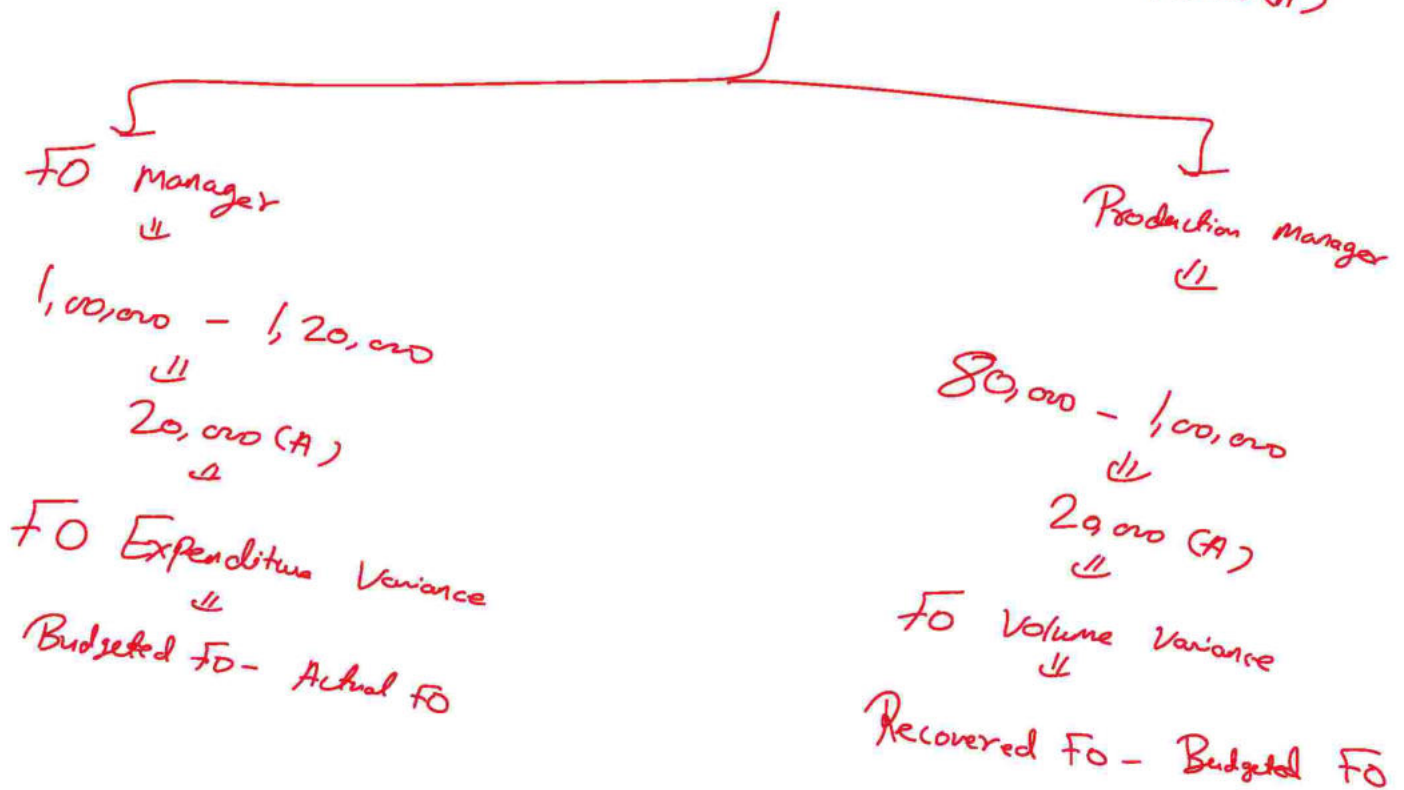 FO Manager
1,00,000 - 1,20,000
20,000 (A)
FO Expenditure Variance
Budgeted FO - Actual FO
Production Manager
80,000 - 1,00,000
20,000 (A)
FO Volume Variance
Recovered FO - Budgeted FO